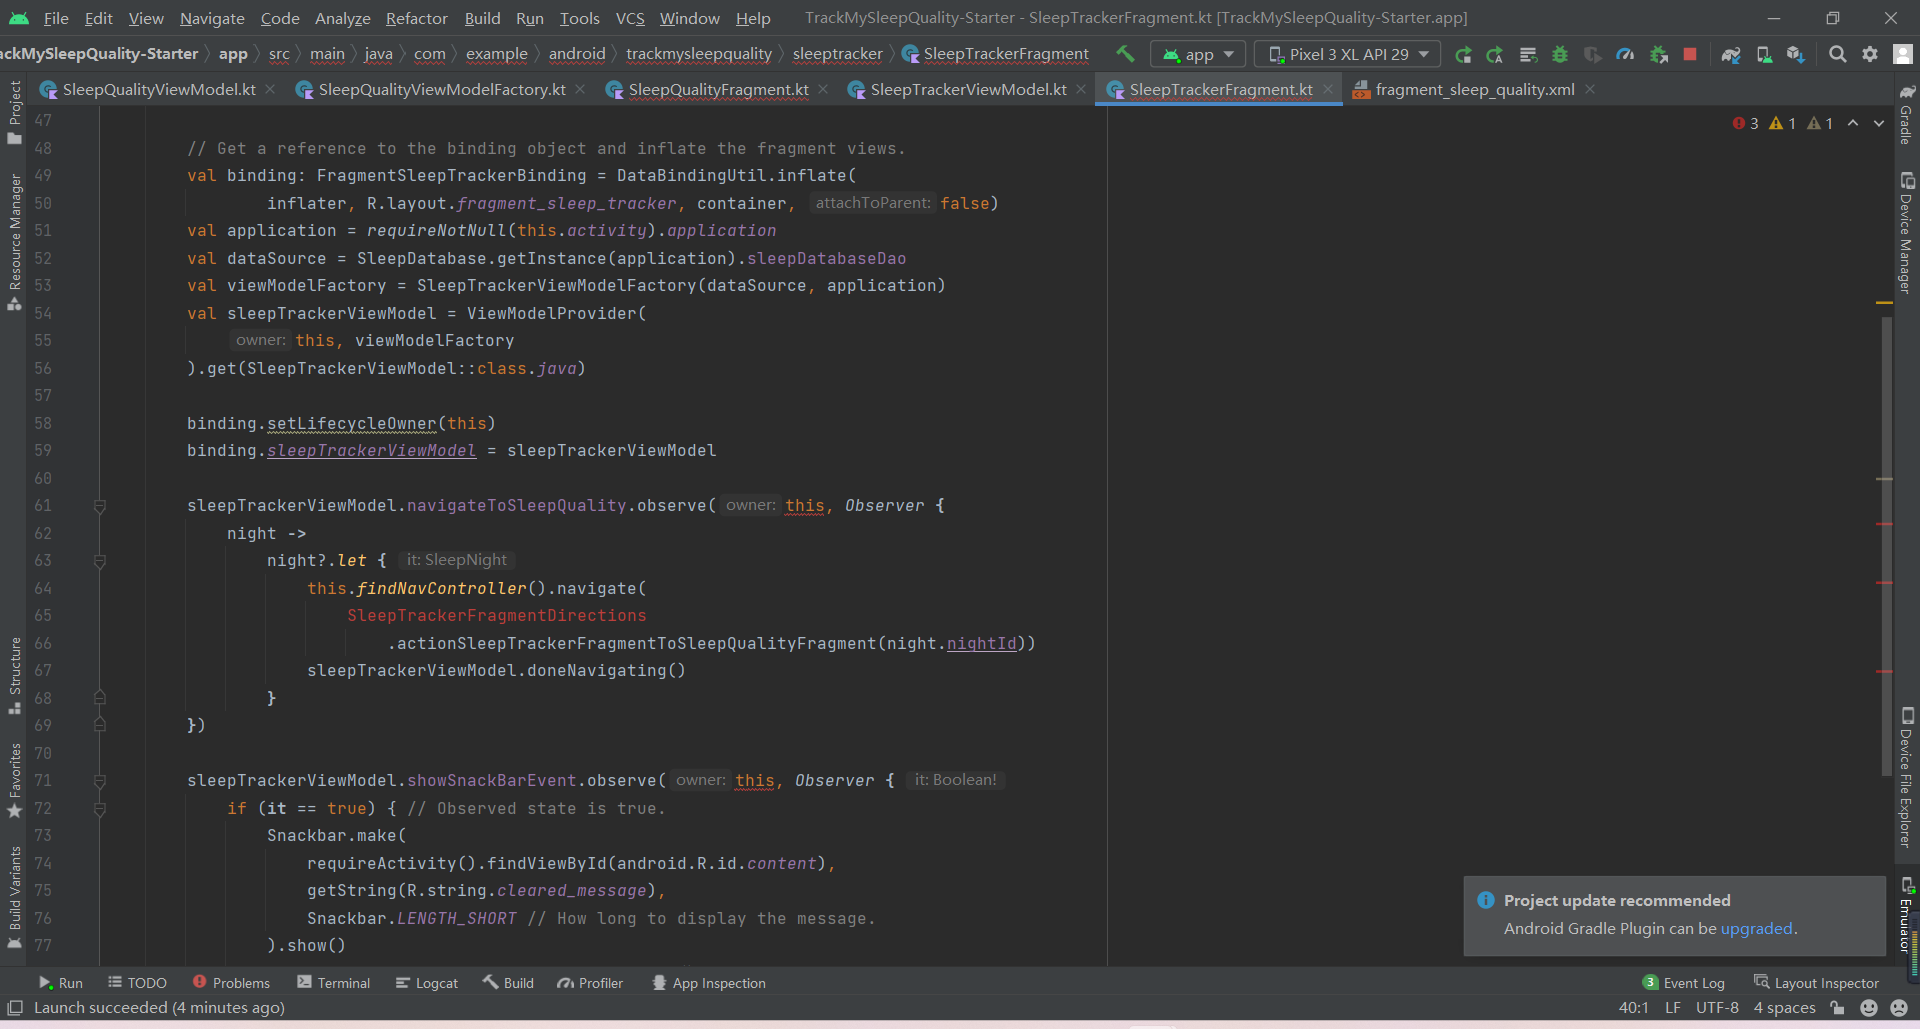 File Edit View Navigate Code Analyze Refactor Build Run Tools VCS Window Help TrackMySleepQuality-Starter - SleepTrackerFragment.kt [TrackMySleepQuality-Starter.app]
ackMySleepQuality-Starter app src main java com example android trackmysleepquality sleeptracker SleepTrackerFragment app Pixel 3 XL API 29
SleepQualityViewModel.kt SleepQualityViewModelFactory.kt SleepQualityFragment.kt SleepTrackerViewModel.kt SleepTrackerFragment.kt fragment_sleep_quality.xml
3 1 1
47
48 // Get a reference to the binding object and inflate the fragment views.
49 val binding: FragmentSleepTrackerBinding = DataBindingUtil.inflate(
50 inflater, R.layout.fragment_sleep_tracker, container, attachToParent: false)
51 val application = requireNotNull(this.activity).application
52 val dataSource = SleepDatabase.getInstance(application).sleepDatabaseDao
53 val viewModelFactory = SleepTrackerViewModelFactory(dataSource, application)
54 val sleepTrackerViewModel = ViewModelProvider(
55 owner: this, viewModelFactory
56 ).get(SleepTrackerViewModel::class.java)
57
58 binding.setLifecycleOwner(this)
59 binding.sleepTrackerViewModel = sleepTrackerViewModel
60
61 sleepTrackerViewModel.navigateToSleepQuality.observe( owner: this, Observer {
62 night ->
63 night?.let { it: SleepNight
64 this.findNavController().navigate(
65 SleepTrackerFragmentDirections
66 .actionSleepTrackerFragmentToSleepQualityFragment(night.nightId))
67 sleepTrackerViewModel.doneNavigating()
68 }
69 })
70
71 sleepTrackerViewModel.showSnackBarEvent.observe( owner: this, Observer { it: Boolean!
72 if (it == true) { // Observed state is true.
73 Snackbar.make(
74 requireActivity().findViewById(android.R.id.content),
75 getString(R.string.cleared_message),
76 Snackbar.LENGTH_SHORT // How long to display the message.
77 ).show()
Project
Resource Manager
Structure
Favorites
Build Variants
Gradle
Device Manager
Device File Explorer
Emulator
Project update recommended
Android Gradle Plugin can be upgraded.
Run TODO Problems Terminal Logcat Build Profiler App Inspection 3 Event Log Layout Inspector
Launch succeeded (4 minutes ago) 40:1 LF UTF-8 4 spaces